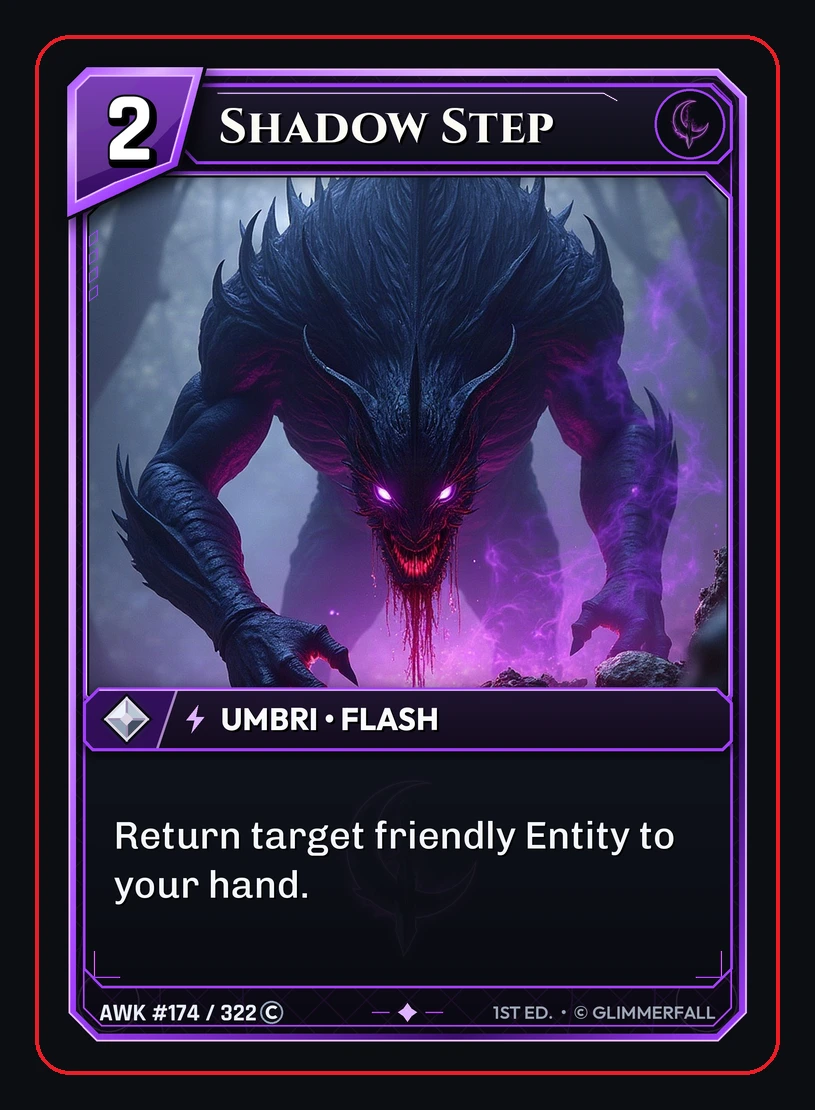 2
Shadow Step
UMBRI • FLASH
Return target friendly Entity to
your hand.
AWK #174 / 322 Ⓒ
1ST ED. • © GLIMMERFALL